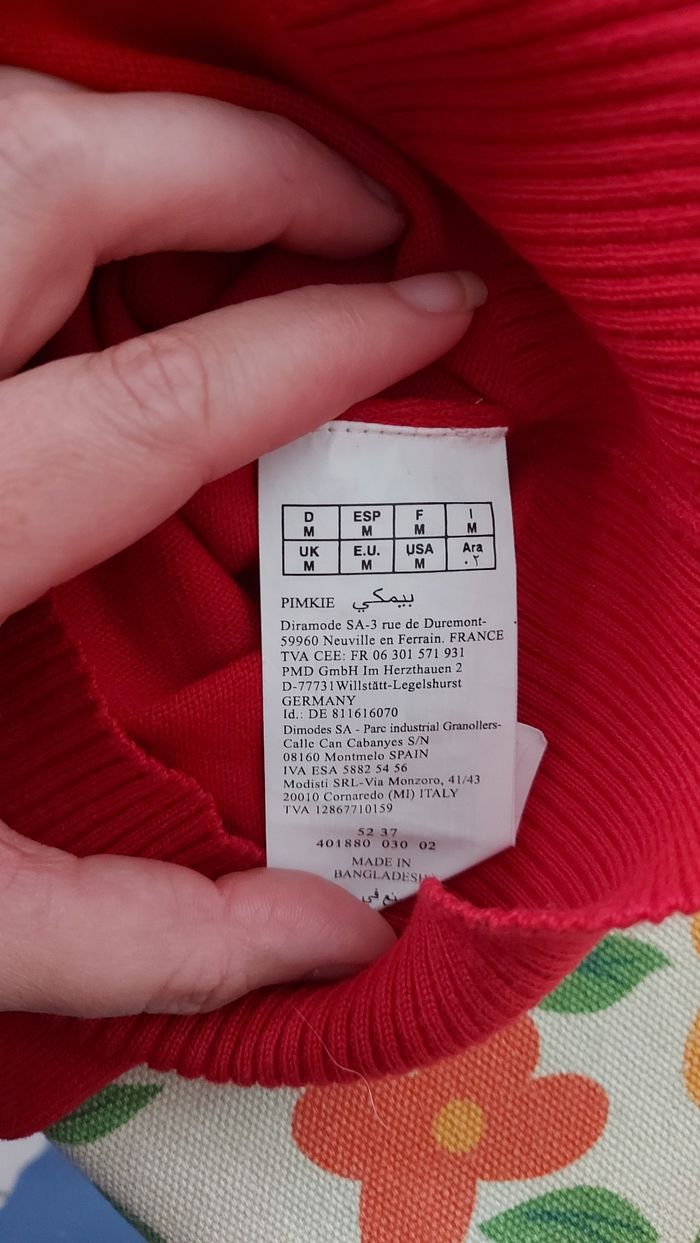 D ESP F I
M M M M
UK E.U. USA Ara
M M M ٠٢
PIMKIE بيمكي
Diramode SA-3 rue de Duremont-
59960 Neuville en Ferrain. FRANCE
TVA CEE: FR 06 301 571 931
PMD GmbH Im Herzthauen 2
D-77731Willstätt-Legelshurst
GERMANY
Id.: DE 811616070
Dimodes SA - Parc industrial Granollers-
Calle Can Cabanyes S/N
08160 Montmelo SPAIN
IVA ESA 5882 54 56
Modisti SRL-Via Monzoro, 41/43
20010 Cornaredo (MI) ITALY
TVA 12867710159
52 37
401880 030 02
MADE IN
BANGLADESH
في